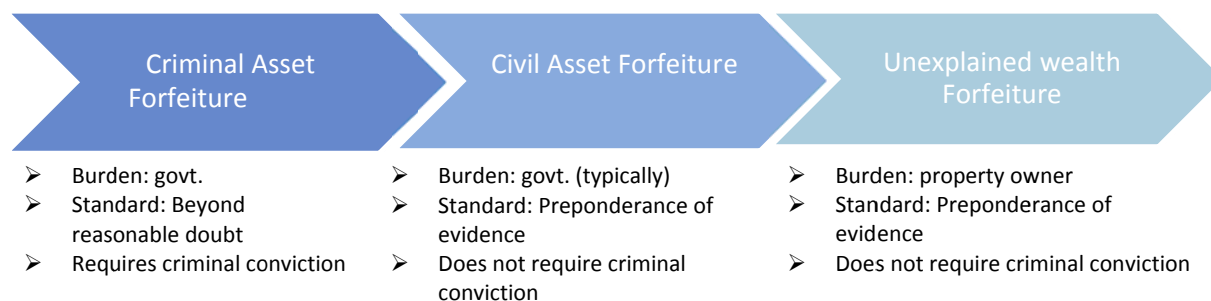 Criminal Asset
Forfeiture
Civil Asset Forfeiture
Unexplained wealth
Forfeiture
➢ Burden: govt.
➢ Standard: Beyond
reasonable doubt
➢ Requires criminal conviction
➢ Burden: govt. (typically)
➢ Standard: Preponderance of
evidence
➢ Does not require criminal
conviction
➢ Burden: property owner
➢ Standard: Preponderance of
evidence
➢ Does not require criminal conviction